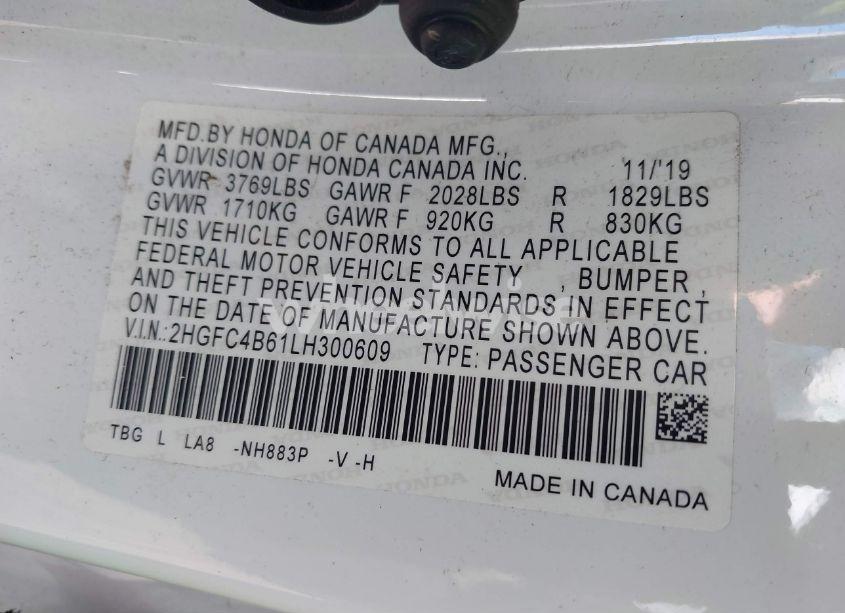 MFD.BY HONDA OF CANADA MFG.,
A DIVISION OF HONDA CANADA INC. 11/'19
GVWR 3769LBS GAWR F 2028LBS R 1829LBS
GVWR 1710KG GAWR F 920KG R 830KG
THIS VEHICLE CONFORMS TO ALL APPLICABLE
FEDERAL MOTOR VEHICLE SAFETY , BUMPER ,
AND THEFT PREVENTION STANDARDS IN EFFECT
ON THE DATE OF MANUFACTURE SHOWN ABOVE.
V.I.N.:2HGFC4B61LH300609 TYPE: PASSENGER CAR
TBG L LA8 -NH883P -V -H
MADE IN CANADA
HONDA